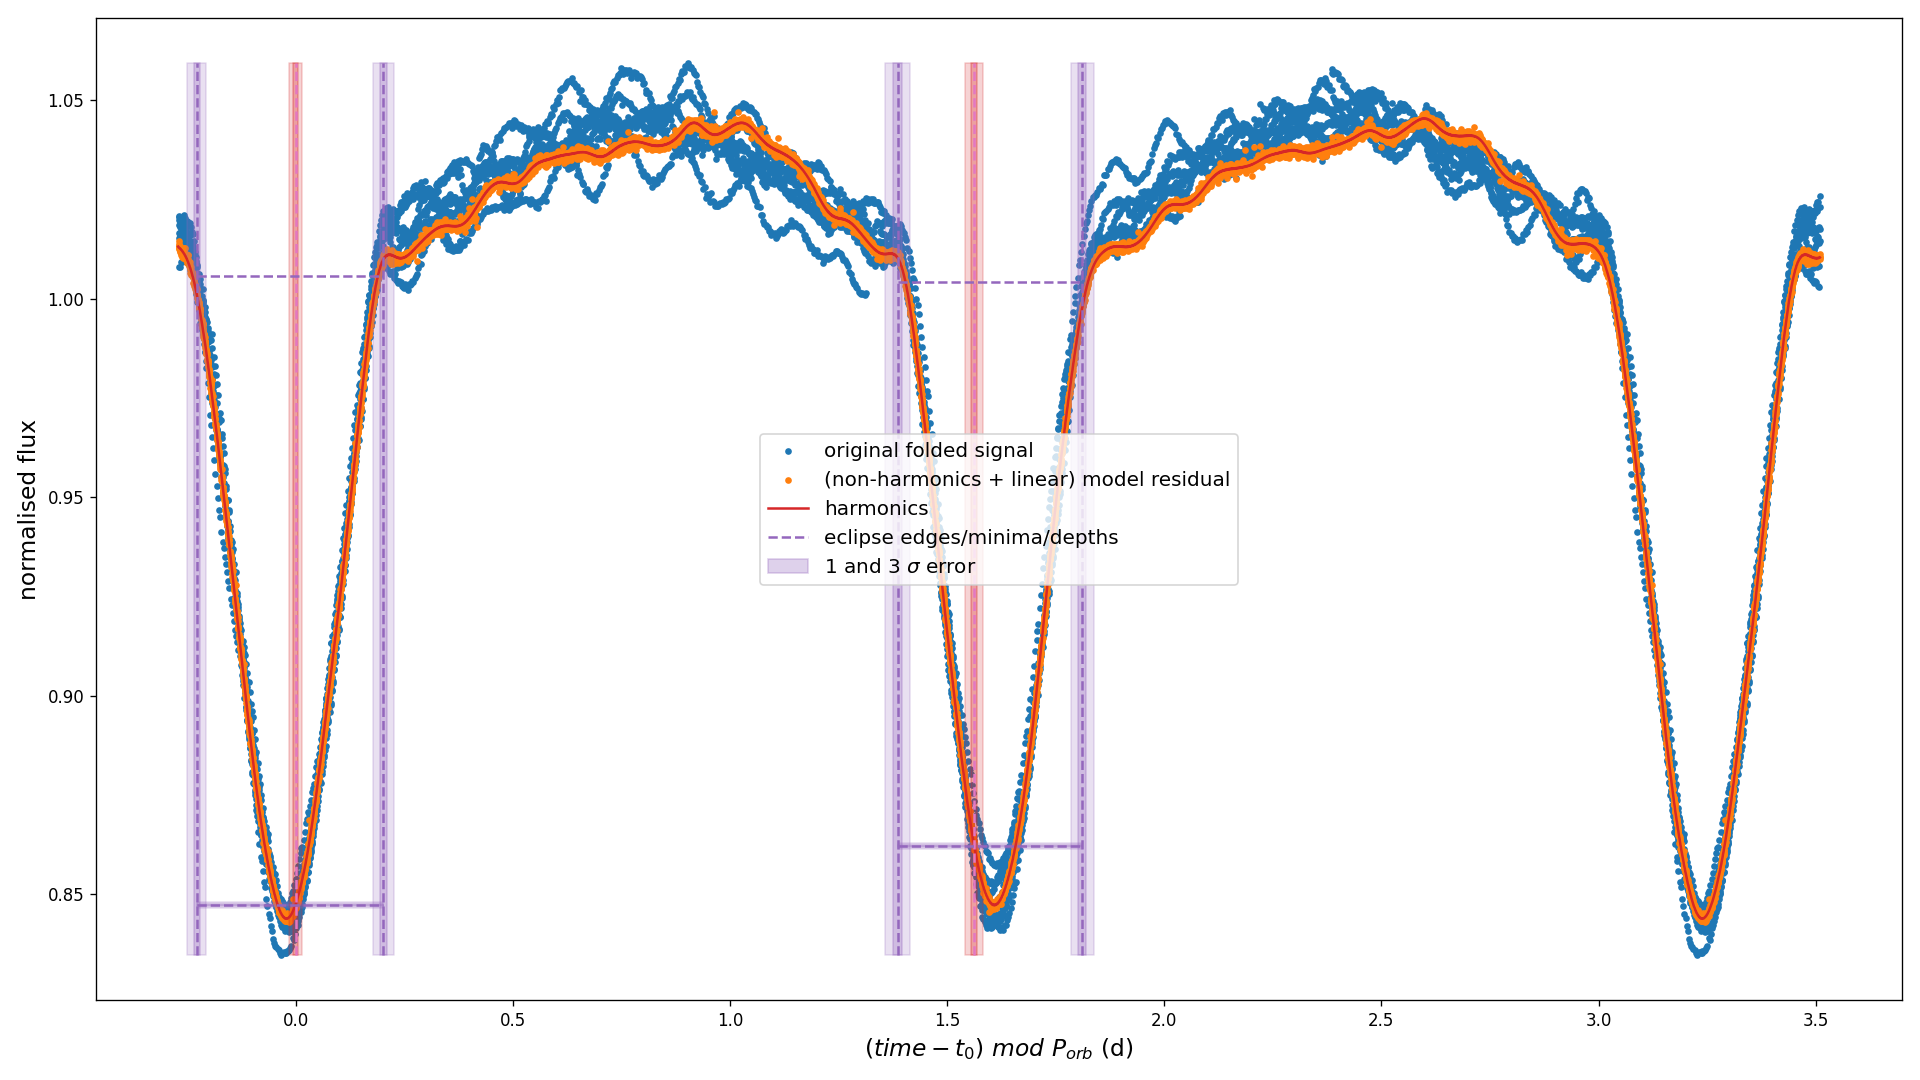 normalised flux
1.05
1.00
0.95
0.90
0.85
original folded signal
(non-harmonics + linear) model residual
harmonics
eclipse edges/minima/depths
1 and 3 σ error
0.0 0.5 1.0 1.5 2.0 2.5 3.0 3.5
(time − t₀) mod Pₒᵣb (d)